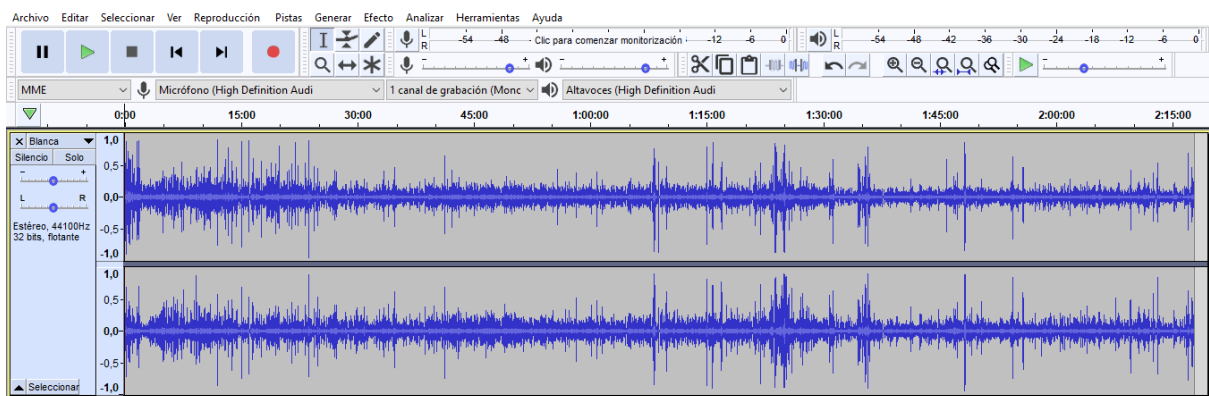 Archivo Editar Seleccionar Ver Reproducción Pistas Generar Efecto Analizar Herramientas Ayuda
L R -54 -48 Clic para comenzar monitorización -12 -6 0 L R -54 -48 -42 -36 -30 -24 -18 -12 -6 0
- + - + - +
MME Micrófono (High Definition Audi 1 canal de grabación (Monc Altavoces (High Definition Audi
0:00 15:00 30:00 45:00 1:00:00 1:15:00 1:30:00 1:45:00 2:00:00 2:15:00
X Blanca
Silencio Solo
- +
L R
Estéreo, 44100Hz
32 bits, flotante
Seleccionar
1,0
0,5-
0,0-
-0,5-
-1,0
1,0
0,5-
0,0-
-0,5-
-1,0